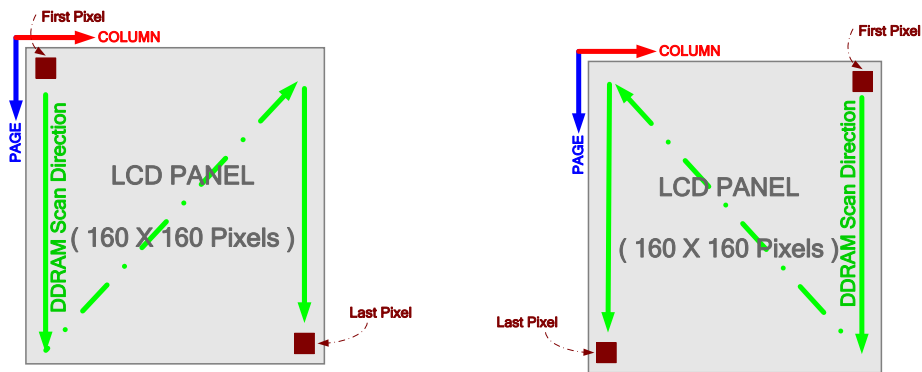 First Pixel
COLUMN
PAGE
DDRAM Scan Direction
LCD PANEL
( 160 X 160 Pixels )
Last Pixel
First Pixel
COLUMN
PAGE
DDRAM Scan Direction
LCD PANEL
( 160 X 160 Pixels )
Last Pixel